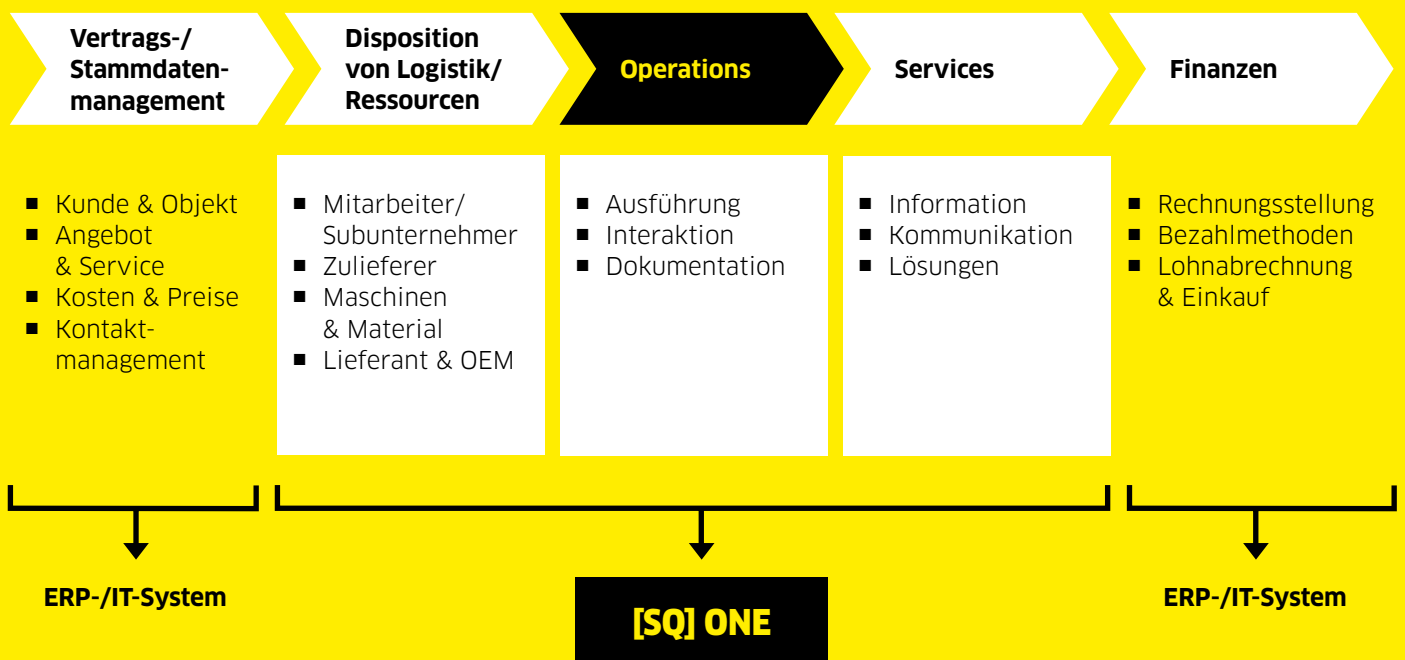 Vertrags-/
Stammdaten-
management
Disposition
von Logistik/
Ressourcen
Operations
Services
Finanzen
▪ Kunde & Objekt
▪ Angebot
& Service
▪ Kosten & Preise
▪ Kontakt-
management
▪ Mitarbeiter/
Subunternehmer
▪ Zulieferer
▪ Maschinen
& Material
▪ Lieferant & OEM
▪ Ausführung
▪ Interaktion
▪ Dokumentation
▪ Information
▪ Kommunikation
▪ Lösungen
▪ Rechnungsstellung
▪ Bezahlmethoden
▪ Lohnabrechnung
& Einkauf
ERP-/IT-System
[SQ] ONE
ERP-/IT-System